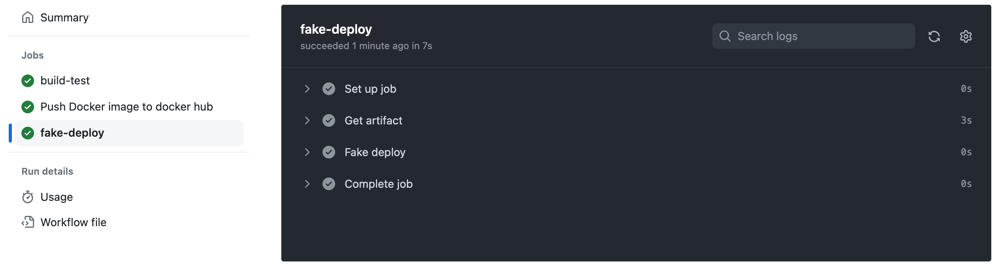 Summary
Jobs
build-test
Push Docker image to docker hub
fake-deploy
Run details
Usage
Workflow file
fake-deploy
succeeded 1 minute ago in 7s
Search logs
Set up job 0s
Get artifact 3s
Fake deploy 0s
Complete job 0s